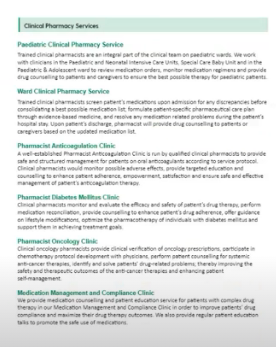 Clinical Pharmacy Services
Paediatric Clinical Pharmacy Service
Trained clinical pharmacists are an integral part of the clinical team on paediatric wards. We work
with clinicians in the Paediatric and Neonatal Intensive Care Units, Special Care Baby Unit and in the
Paediatric & Adolescent ward to review medication orders, monitor medication regimens and provide
drug counselling to patients and caregivers to ensure the best possible therapy for paediatric patients.
Ward Clinical Pharmacy Service
Trained clinical pharmacists screen patient's medications upon admission for any discrepancies before
consolidating a best possible medication list, formulate patient-specific pharmaceutical care plan
through evidence-based medicine, and resolve any medication related problems during the patient's
hospital stay. Upon patient's discharge, pharmacist will provide drug counselling to patients or
caregivers based on the updated medication list.
Pharmacist Anticoagulation Clinic
A well-established Pharmacist Anticoagulation Clinic is run by qualified clinical pharmacists to provide
safe and structured management for patients on oral anticoagulants according to service protocol.
Clinical pharmacists would monitor possible adverse effects, provide targeted education and
counselling to enhance patient adherence, empowerment, satisfaction and ensure safe and effective
management of patient's anticoagulation therapy.
Pharmacist Diabetes Mellitus Clinic
Clinical pharmacists monitor and evaluate the efficacy and safety of patient's drug therapy, perform
medication reconciliation, provide counselling to enhance patient's drug adherence, offer guidance
on lifestyle modifications, optimize the pharmacotherapy of individuals with diabetes mellitus and
support them in achieving treatment goals.
Pharmacist Oncology Clinic
Clinical oncology pharmacists provide clinical verification of oncology prescriptions, participate in
chemotherapy protocol development with physicians, perform patient counselling for systemic
anti-cancer therapies, identify and solve patients' drug-related problems, thereby improving the
safety and therapeutic outcomes of the anti-cancer therapies and enhancing patient
self-management.
Medication Management and Compliance Clinic
We provide medication counselling and patient education service for patients with complex drug
therapy in our Medication Management and Compliance Clinic in order to improve patients' drug
compliance and maximize their drug therapy outcomes. We also provide regular patient education
talks to promote the safe use of medications.